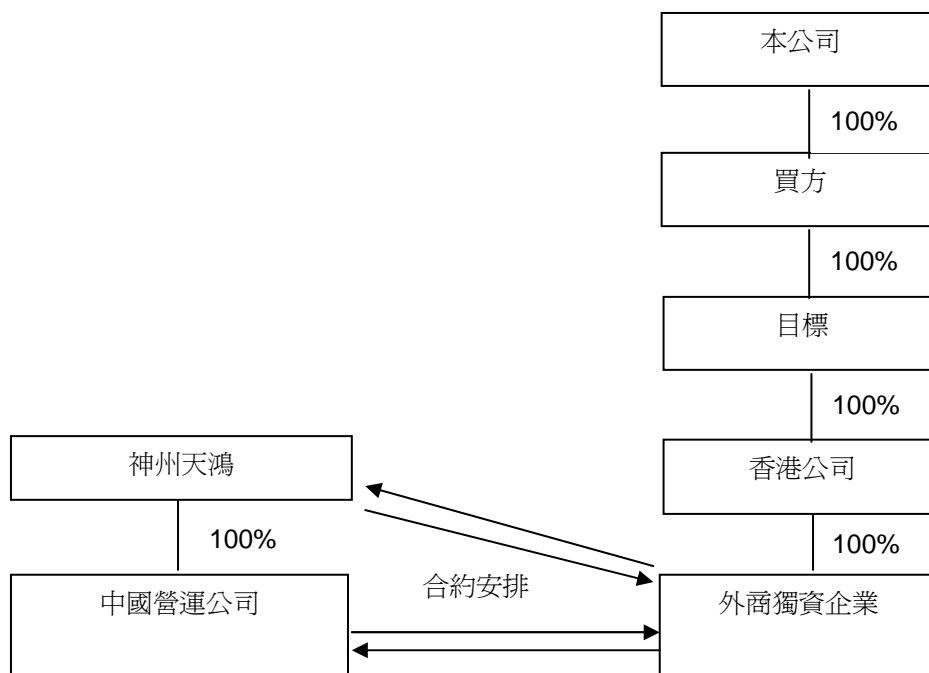 本公司
100%
買方
100%
目標
100%
神州天鴻
香港公司
100%
100%
合約安排
中國營運公司
外商獨資企業